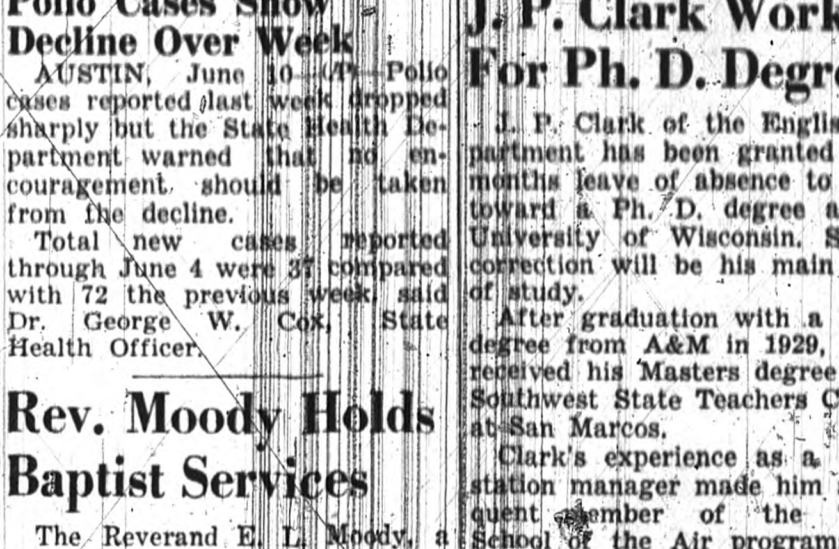 Polio Cases Show
Decline Over Week
AUSTIN, June 10 (AP) Polio
cases reported last week dropped
sharply but the State Health De-
partment warned that no en-
couragement should be taken
from the decline.
Total new cases reported
through June 4 were 37 compared
with 72 the previous week, said
Dr. George W. Cox, State
Health Officer.
Rev. Moody Holds
Baptist Services
The Reverand E. L. Moody, a
J. P. Clark Work
For Ph. D. Degre
J. P. Clark of the Englis
partment has been granted
months leave of absence to
toward a Ph. D. degree a
University of Wisconsin. S
correction will be his main
of study.
After graduation with a
degree from A&M in 1929,
received his Masters degree
Southwest State Teachers C
at San Marcos.
Clark's experience as a
station manager made him
quent member of the
School of the Air program